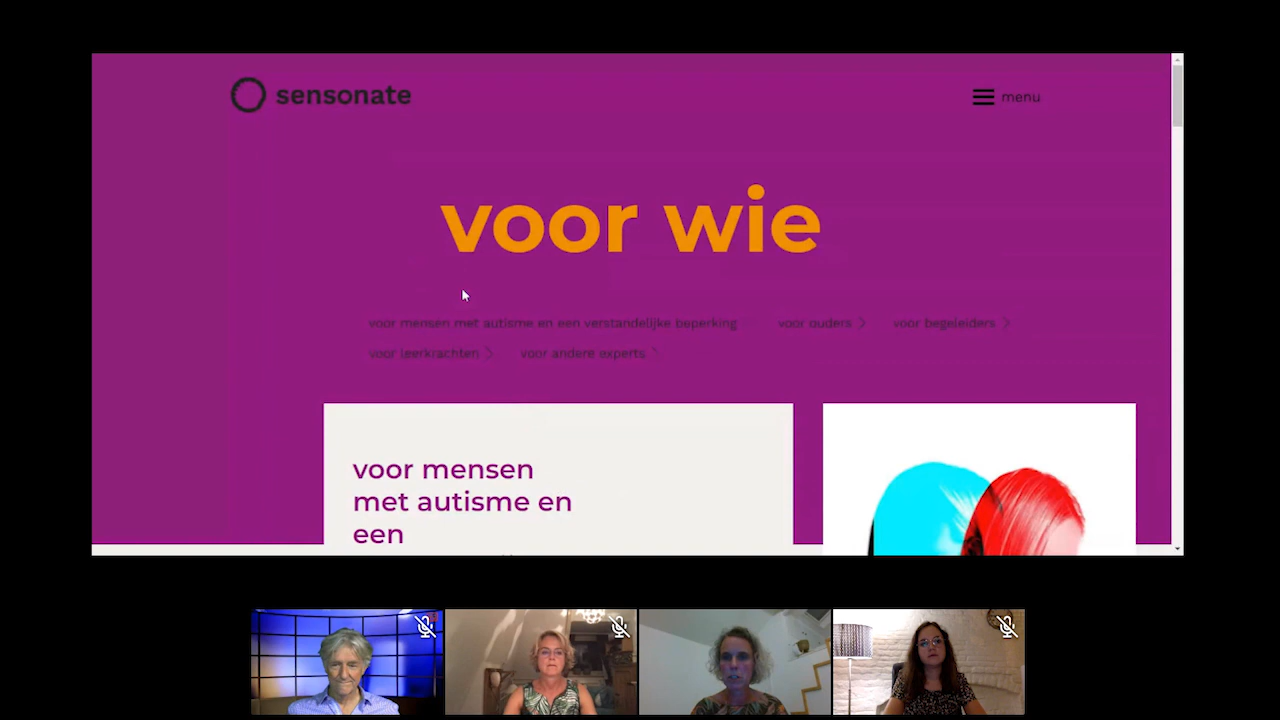 sensonate
menu
voor wie
voor mensen met autisme en een verstandelijke beperking
voor ouders
voor begeleiders
voor leerkrachten
voor andere experts
voor mensen
met autisme en
een